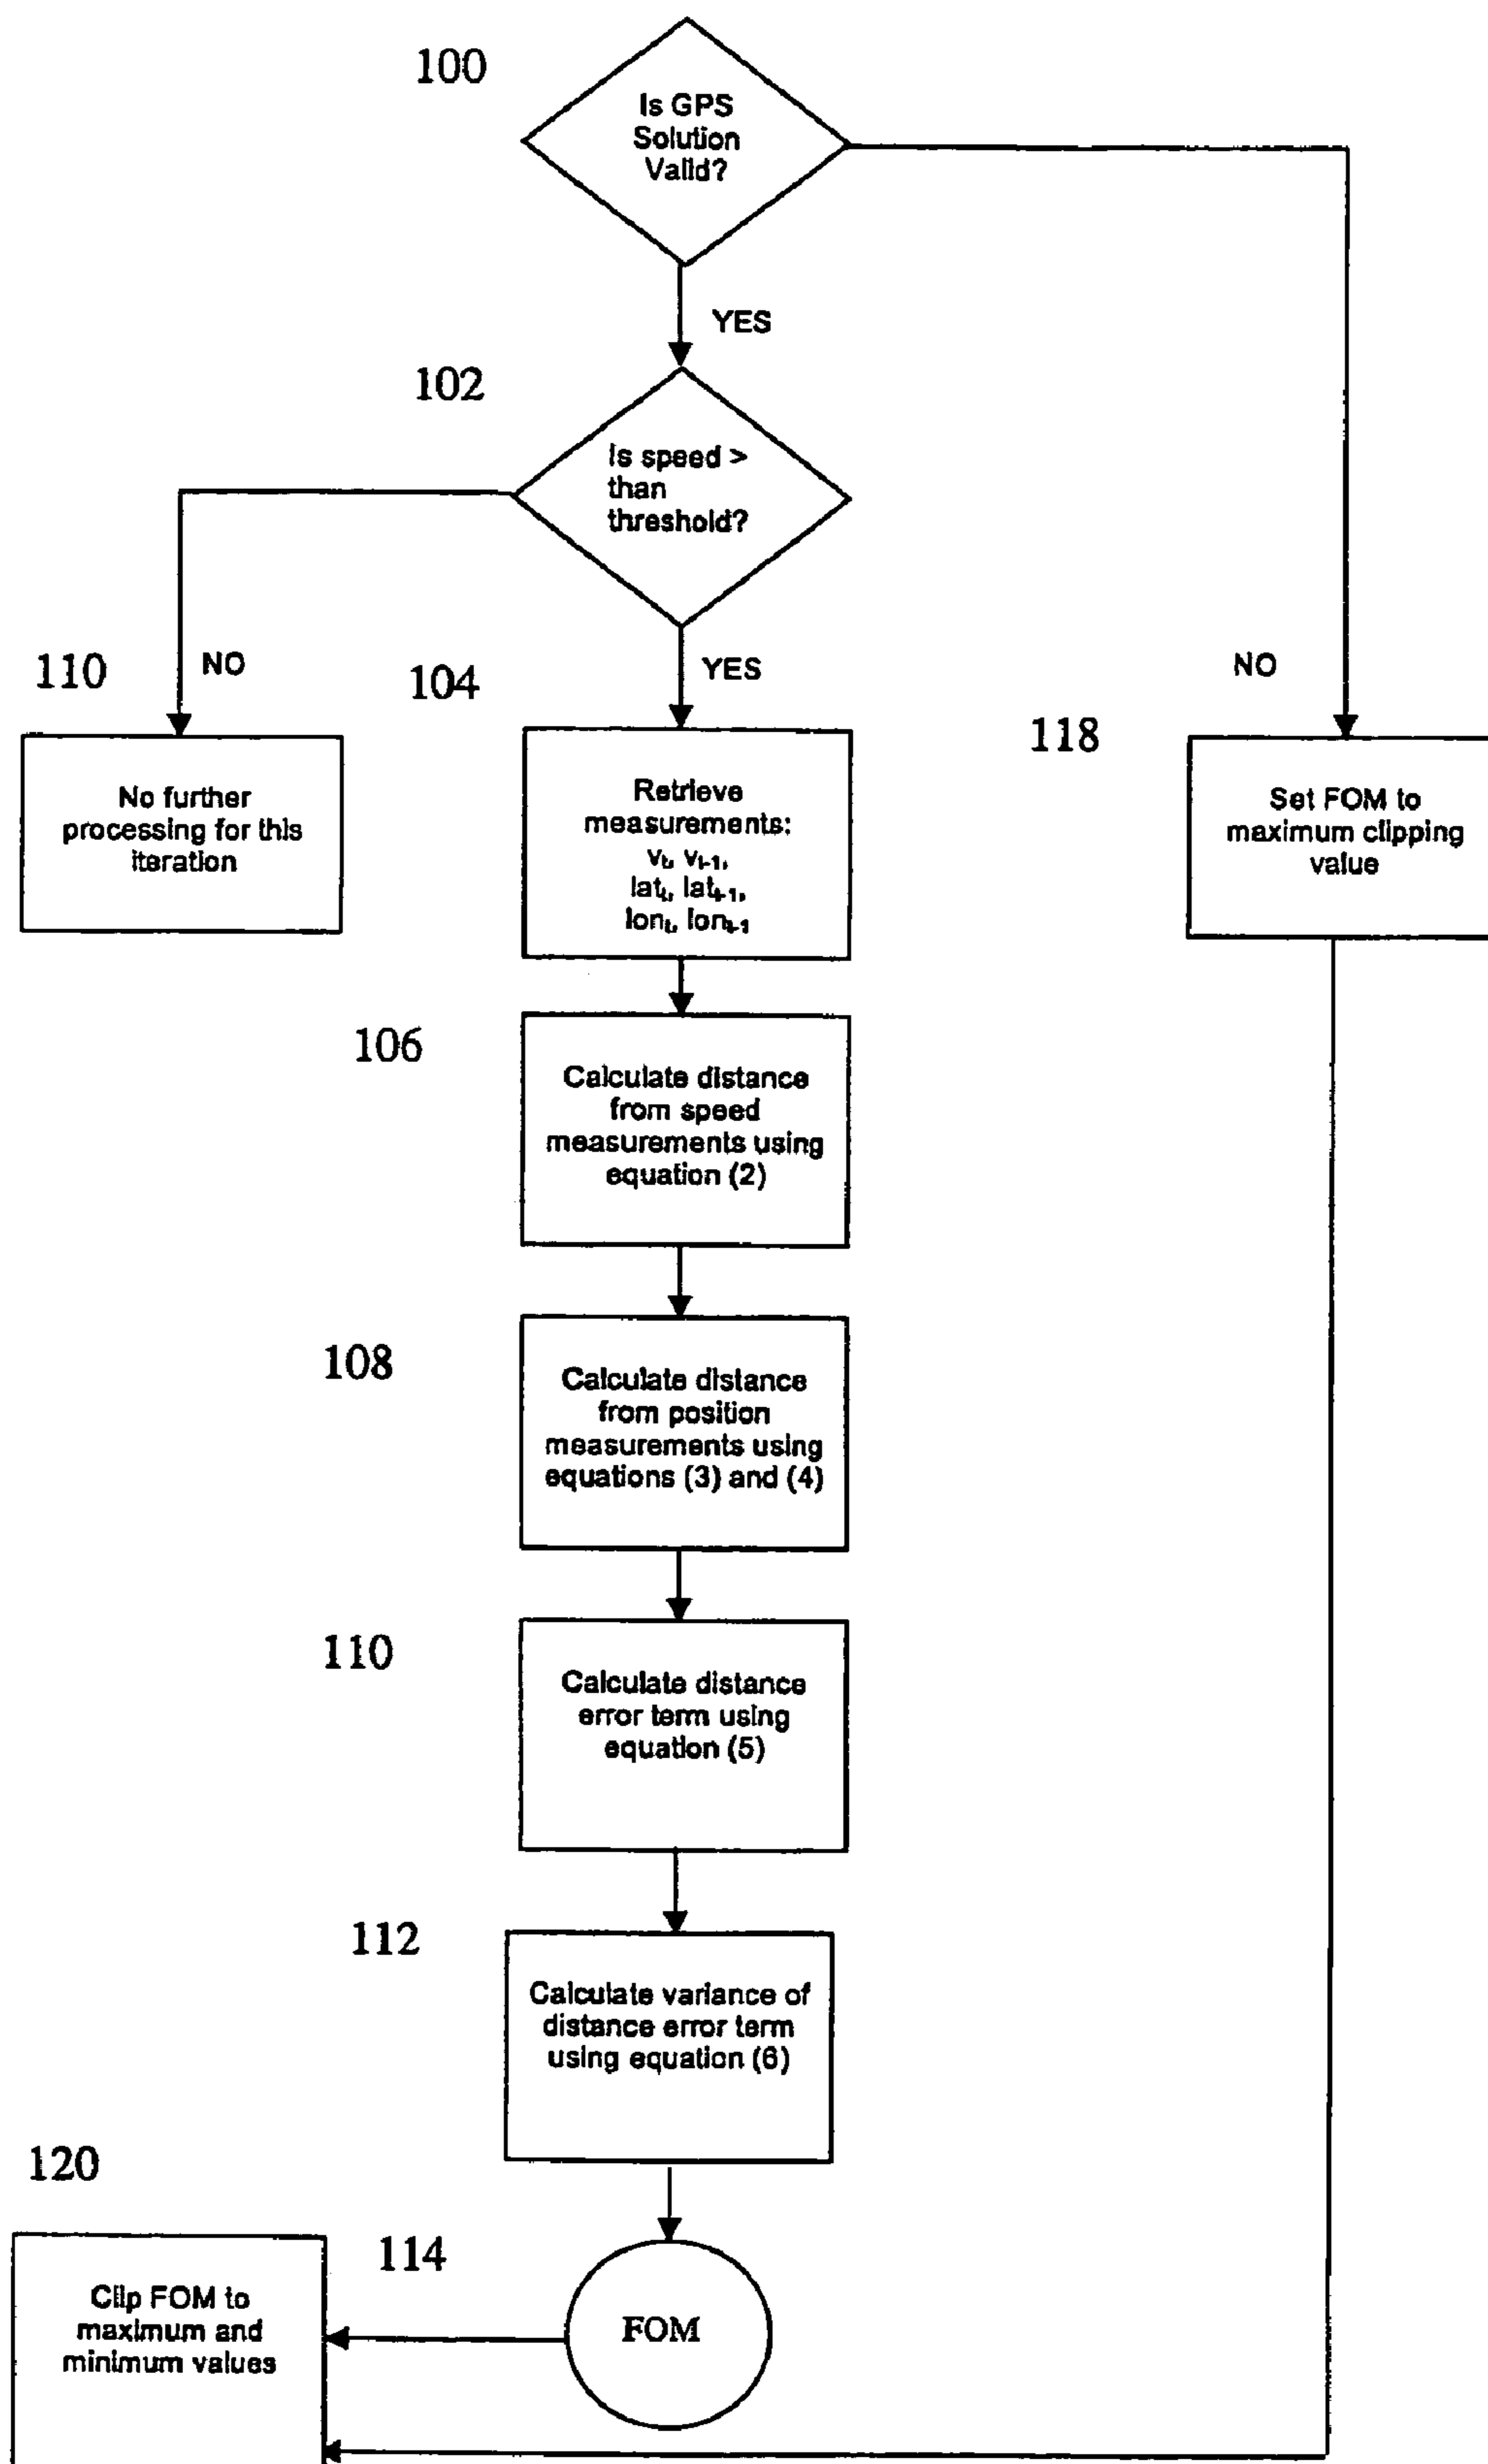 100
Is GPS
Solution
Valid?
YES
102
Is speed >
than
threshold?
110
NO
104
YES
NO
118
No further
processing for this
iteration
Retrieve
measurements:
vₜ, vₜ₋₁,
latₜ, latₜ₋₁,
lonₜ, lonₜ₋₁
Set FOM to
maximum clipping
value
106
Calculate distance
from speed
measurements using
equation (2)
108
Calculate distance
from position
measurements using
equations (3) and (4)
110
Calculate distance
error term using
equation (5)
112
Calculate variance of
distance error term
using equation (6)
120
114
Clip FOM to
maximum and
minimum values
FOM